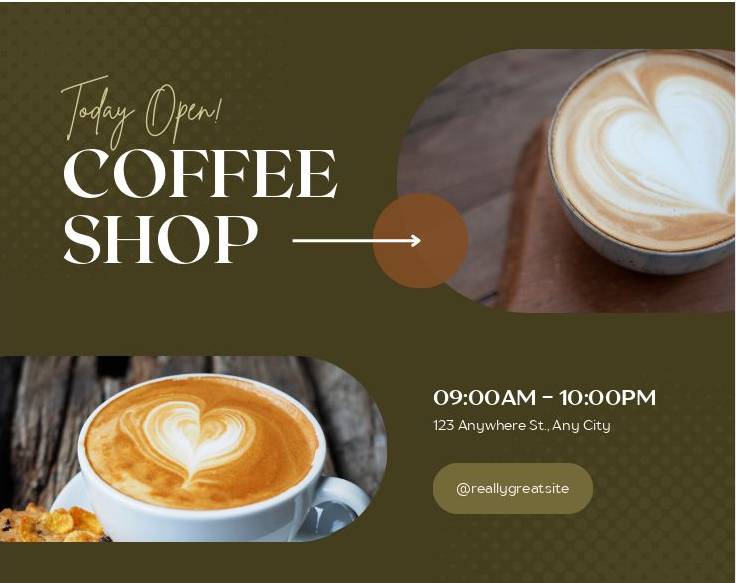 Today Open!
COFFEE
SHOP
09:00AM - 10:00PM
123 Anywhere St., Any City
@reallygreatsite